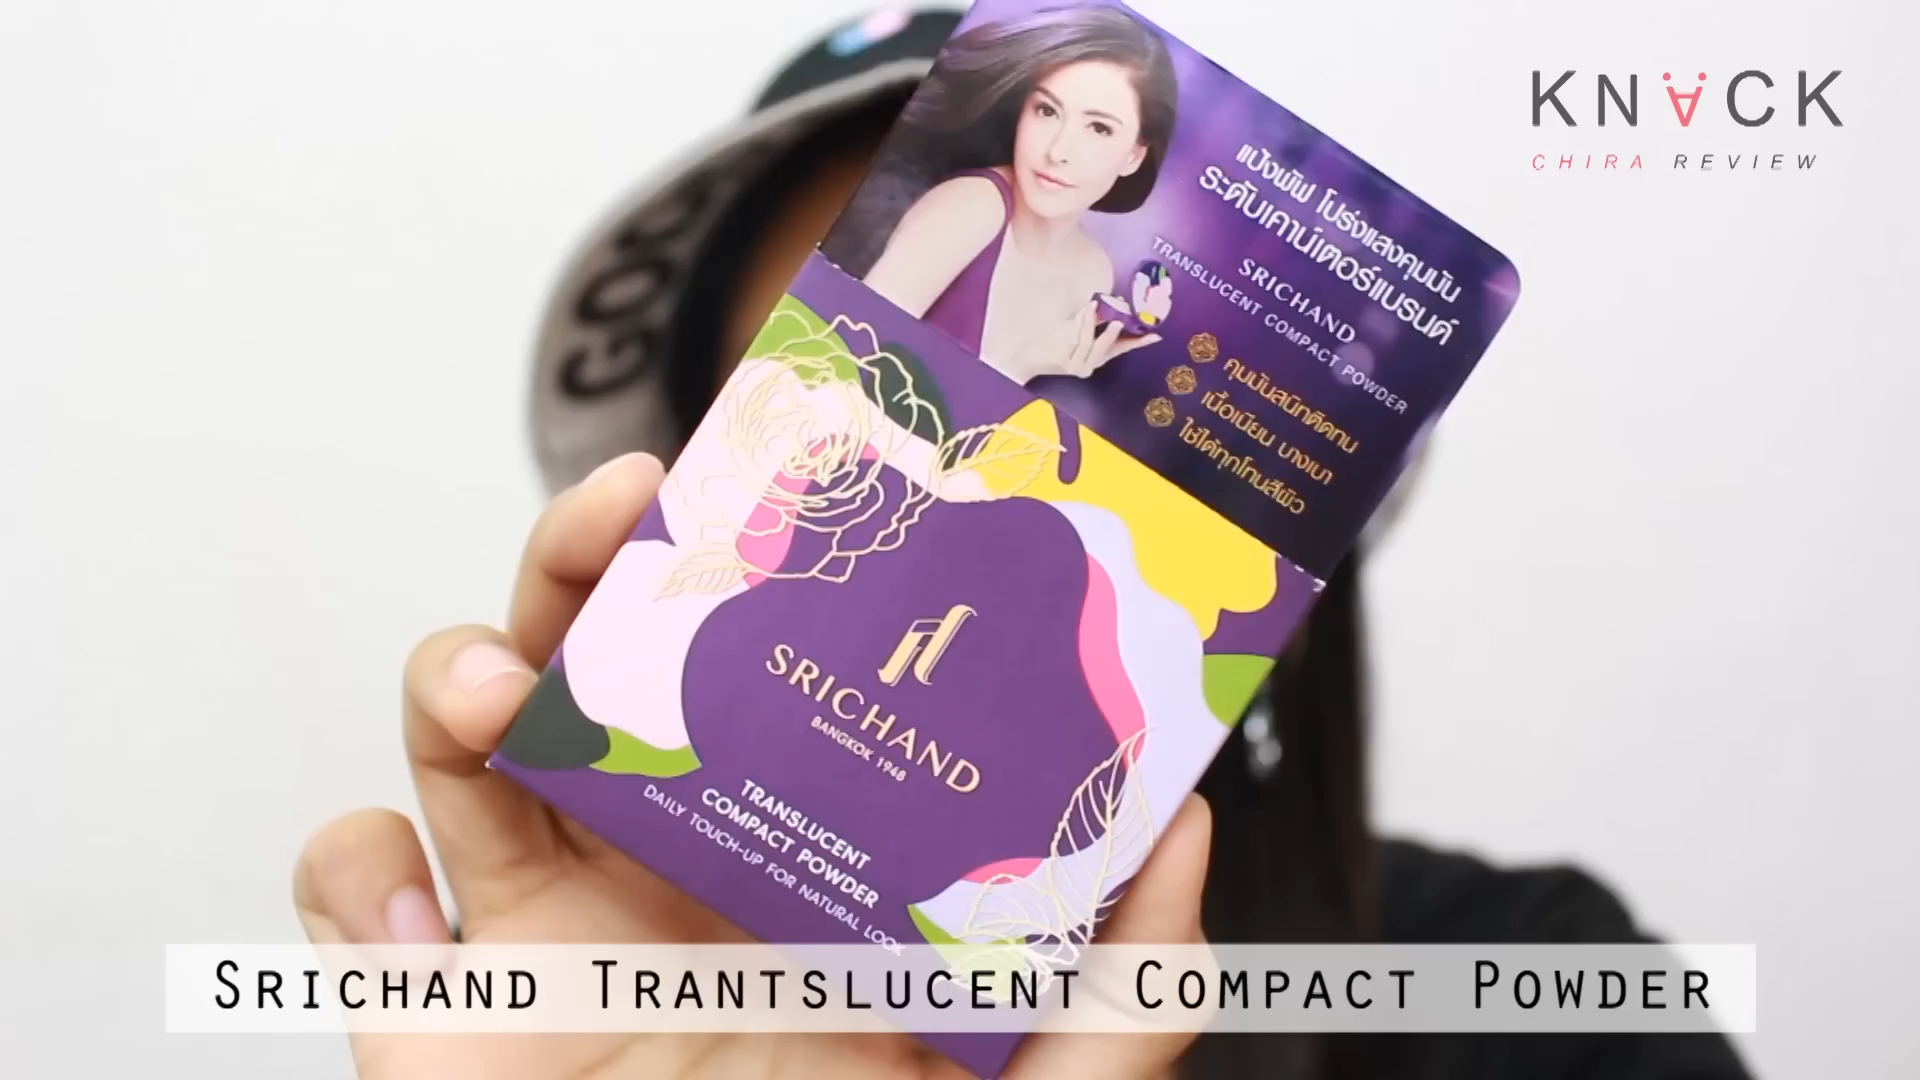 KNACK
CHIRA REVIEW
แป้งพัฟ โปร่งแสงคุมมัน
ระดับเคาน์เตอร์แบรนด์
SRICHAND
TRANSLUCENT COMPACT POWDER
คุมมันสนิทติดทน
เนื้อเนียน บางเบา
ใช้ได้ทุกโทนสีผิว
SRICHAND
BANGKOK 1948
TRANSLUCENT
COMPACT POWDER
DAILY TOUCH-UP FOR NATURAL LOOK
SRICHAND TRANTSLUCENT COMPACT POWDER